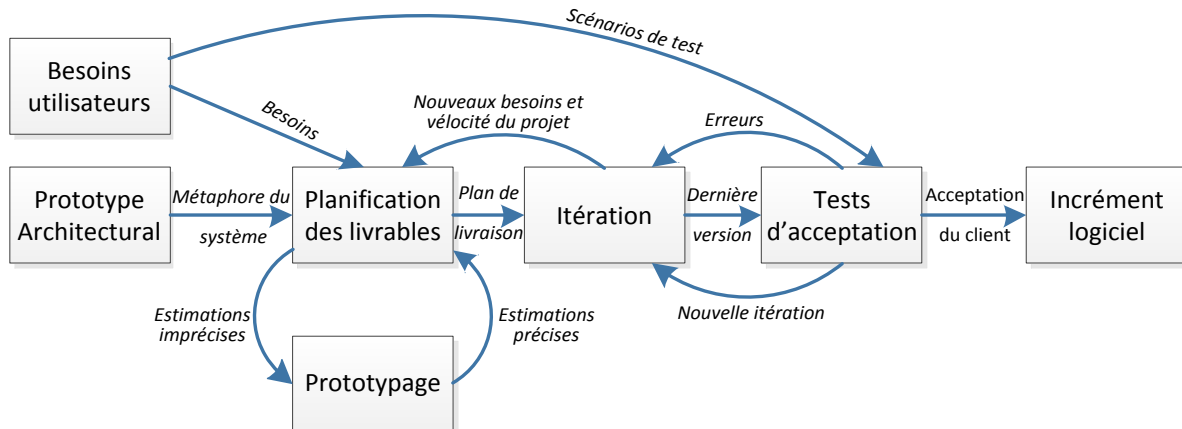 Scénarios de test
Besoins
utilisateurs
Besoins
Nouveaux besoins et
vélocité du projet
Erreurs
Prototype
Architectural
Métaphore du
système
Planification
des livrables
Plan de
livraison
Itération
Dernière
version
Tests
d'acceptation
Acceptation
du client
Incrément
logiciel
Estimations
imprécises
Estimations
précises
Nouvelle itération
Prototypage